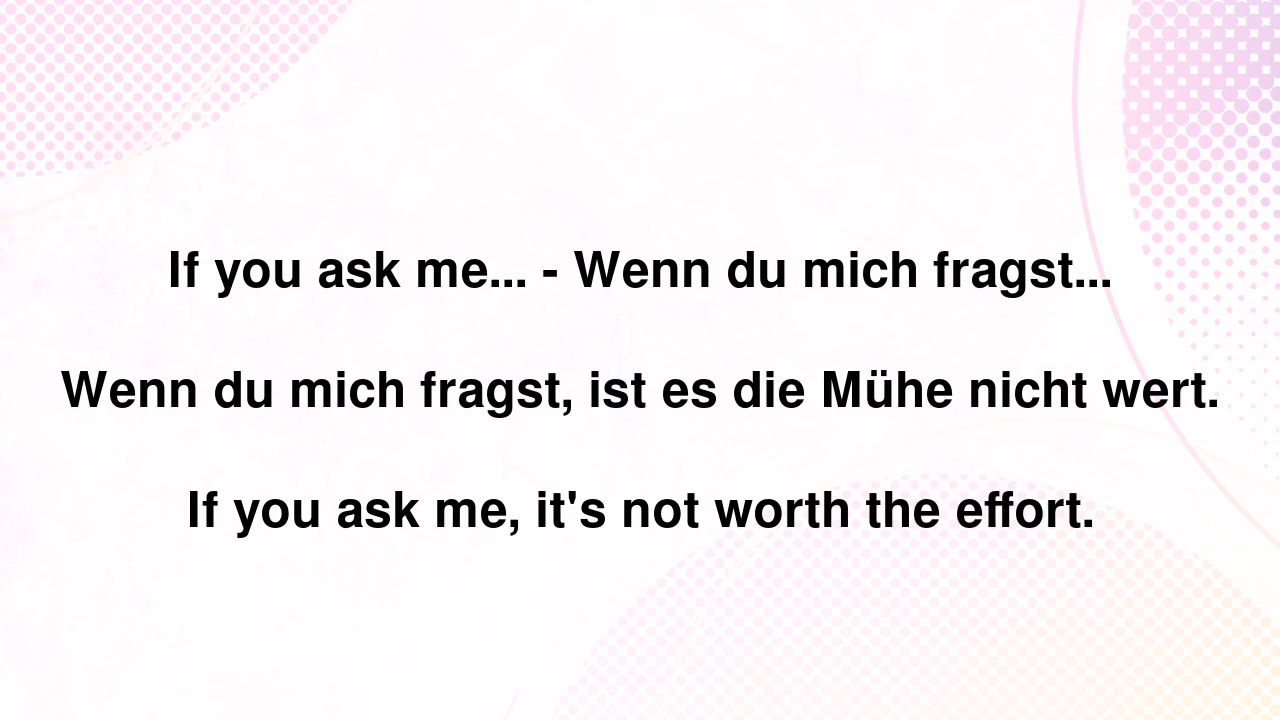 If you ask me... - Wenn du mich fragst...
Wenn du mich fragst, ist es die Mühe nicht wert.
If you ask me, it's not worth the effort.